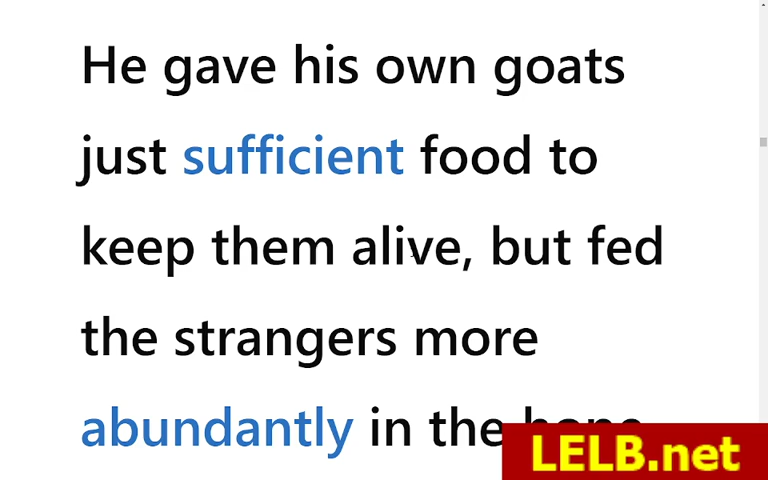 He gave his own goats
just sufficient food to
keep them alive, but fed
the strangers more
abundantly in the hope
LELB.net